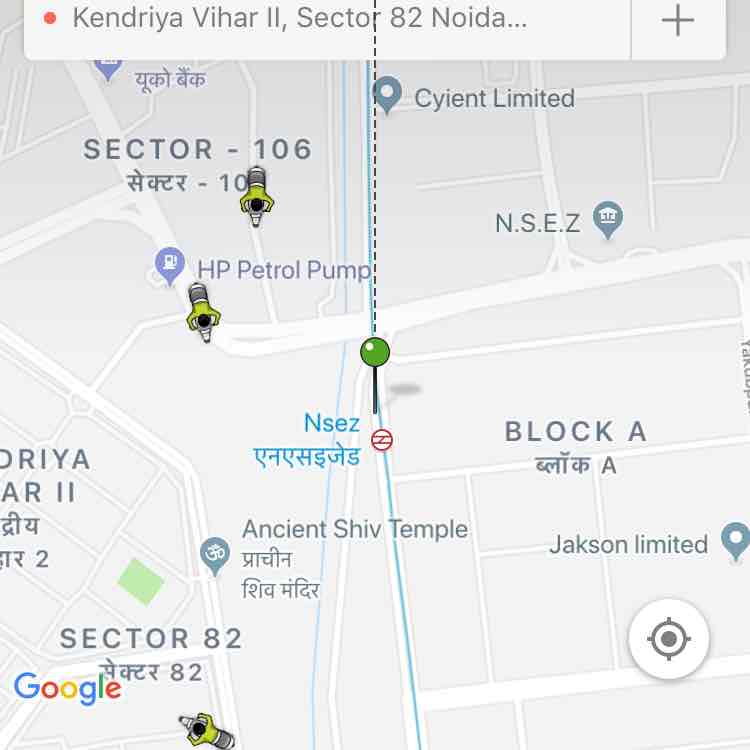 Kendriya Vihar II, Sector 82 Noida...
यूको बैंक
Cyient Limited
SECTOR - 106
सेक्टर - 10
N.S.E.Z
HP Petrol Pump
Nsez
एनएसइजेड
BLOCK A
ब्लॉक A
DRIYA
AR II
द्रीय
हार 2
Ancient Shiv Temple
प्राचीन
शिव मंदिर
Jakson limited
SECTOR 82
सेक्टर 82
Google